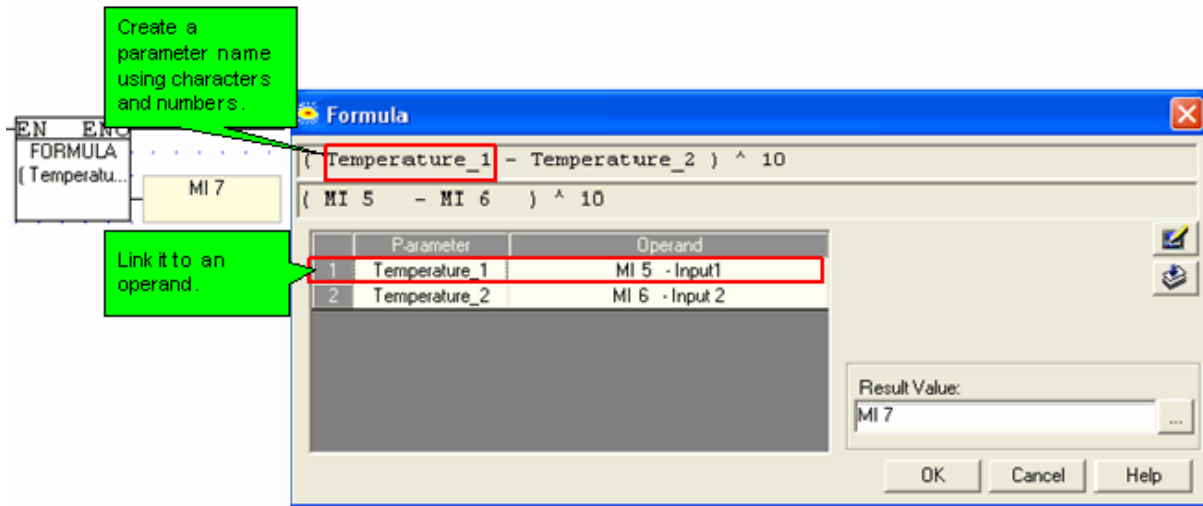 Create a
parameter name
using characters
and numbers.
EN ENO
FORMULA
( Temperatu...
MI 7
Link it to an
operand.
Formula
( Temperature_1 - Temperature_2 ) ^ 10
( MI 5 - MI 6 ) ^ 10
Parameter Operand
1 Temperature_1 MI 5 - Input1
2 Temperature_2 MI 6 - Input 2
Result Value:
MI 7
...
OK Cancel Help